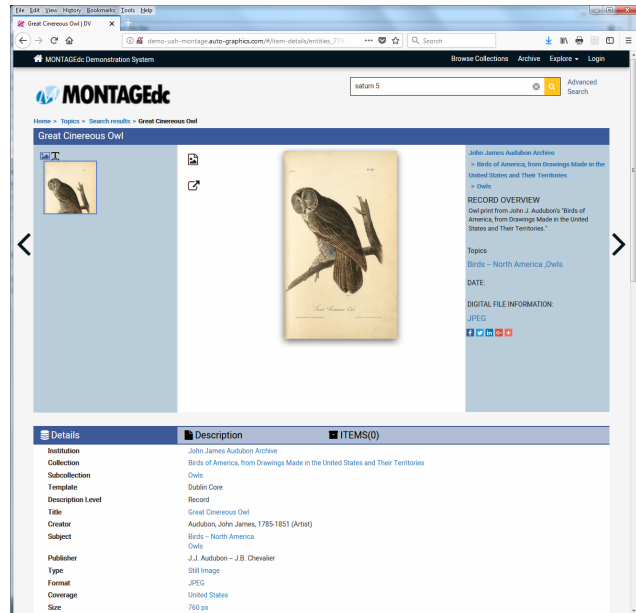 File Edit View History Bookmarks Tools Help
Great Cinereous Owl | DV
demo-uah-montage.auto-graphics.com/#/item-details/entities_779
Search
MONTAGEdc Demonstration System
Browse Collections Archive Explore Login
MONTAGEdc
saturn 5
Advanced
Search
Home > Topics > Search results > Great Cinereous Owl
Great Cinereous Owl
T
Great Cinereous Owl
John James Audubon Archive
> Birds of America, from Drawings Made in the
United States and Their Territories
> Owls
RECORD OVERVIEW
Owl print from John J. Audubon's "Birds of
America, from Drawings Made in the United
States and Their Territories."
Topics
Birds -- North America ,Owls
DATE:
DIGITAL FILE INFORMATION:
JPEG
Details
Description
ITEMS(0)
Institution John James Audubon Archive
Collection Birds of America, from Drawings Made in the United States and Their Territories
Subcollection Owls
Template Dublin Core
Description Level Record
Title Great Cinereous Owl
Creator Audubon, John James, 1785-1851 (Artist)
Subject Birds -- North America
Owls
Publisher J.J. Audubon -- J.B. Chevalier
Type Still Image
Format JPEG
Coverage United States
Size 760 px